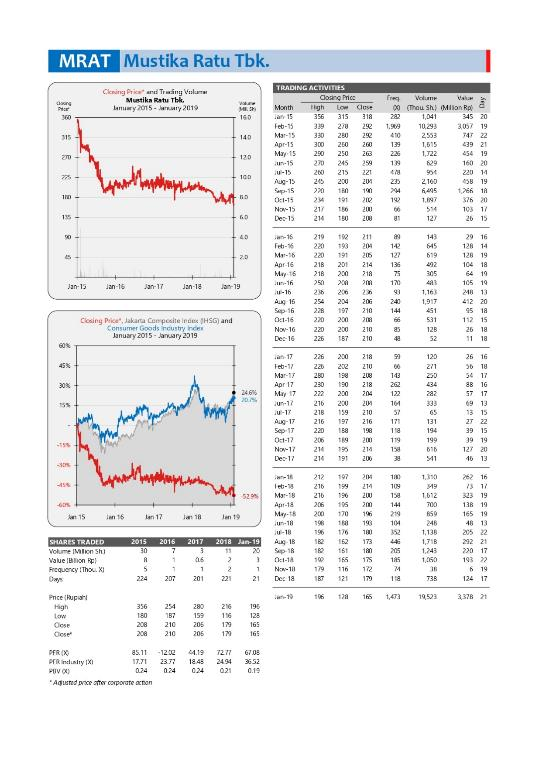 MRAT Mustika Ratu Tbk.
Closing Price* and Trading Volume
Mustika Ratu Tbk.
January 2015 - January 2019
Closing
Price*
Volume
(Mill. Sh)
360
315
270
225
180
135
90
45
16.0
14.0
12.0
10.0
8.0
6.0
4.0
2.0
Jan-15 Jan-16 Jan-17 Jan-18 Jan-19
Closing Price*, Jakarta Composite Index (IHSG) and
Consumer Goods Industry Index
January 2015 - January 2019
60%
45%
30%
15%
-
-15%
-30%
-45%
-60%
24.6%
20.7%
-52.9%
Jan 15 Jan 16 Jan 17 Jan 18 Jan 19
SHARES TRADED 2015 2016 2017 2018 Jan-19
Volume (Million Sh.) 30 7 3 11 20
Value (Billion Rp) 8 1 0.6 2 3
Frequency (Thou. X) 5 1 1 2 1
Days 224 207 201 221 21
Price (Rupiah)
High 356 254 280 216 196
Low 180 187 159 116 128
Close 208 210 206 179 165
Close* 208 210 206 179 165
PER (X) 85.11 -12.02 44.19 72.77 67.08
PER Industry (X) 17.71 23.77 18.48 24.94 36.52
P/BV (X) 0.24 0.24 0.24 0.21 0.19
* Adjusted price after corporate action
TRADING ACTIVITIES
Closing Price Freq. Volume Value Day
Month High Low Close (X) (Thou. Sh.) (Million Rp)
Jan-15 356 315 318 282 1,041 345 20
Feb-15 339 278 292 1,969 10,293 3,057 19
Mar-15 330 280 292 410 2,553 747 22
Apr-15 300 260 260 139 1,615 439 21
May-15 290 250 263 226 1,722 454 19
Jun-15 270 245 259 139 629 160 20
Jul-15 260 215 221 478 954 220 14
Aug-15 245 200 204 235 2,160 458 19
Sep-15 220 180 190 294 6,495 1,266 18
Oct-15 234 191 202 192 1,897 376 20
Nov-15 217 186 200 66 514 103 17
Dec-15 214 180 208 81 127 26 15
Jan-16 219 192 211 89 143 29 16
Feb-16 220 193 204 142 645 128 14
Mar-16 220 191 205 127 619 128 19
Apr-16 218 201 214 136 492 104 18
May-16 218 200 218 75 305 64 19
Jun-16 250 208 208 170 483 105 19
Jul-16 236 206 236 93 1,163 248 13
Aug-16 254 204 206 240 1,917 412 20
Sep-16 228 197 210 144 451 95 18
Oct-16 220 200 208 66 531 112 15
Nov-16 220 200 210 85 128 26 18
Dec-16 226 187 210 48 52 11 18
Jan-17 226 200 218 59 120 26 16
Feb-17 226 202 210 66 271 56 18
Mar-17 280 198 208 143 250 54 17
Apr-17 230 190 218 262 434 88 16
May-17 222 200 204 122 282 57 17
Jun-17 216 200 204 164 333 69 13
Jul-17 218 159 210 57 65 13 15
Aug-17 216 197 216 171 131 27 22
Sep-17 220 188 198 118 194 39 15
Oct-17 206 189 200 119 199 39 19
Nov-17 214 195 214 158 616 127 20
Dec-17 214 191 206 38 541 46 13
Jan-18 212 197 204 180 1,310 262 16
Feb-18 216 199 214 109 349 73 17
Mar-18 216 196 200 158 1,612 323 19
Apr-18 206 195 200 144 700 138 19
May-18 200 170 196 219 859 165 19
Jun-18 198 188 193 104 248 48 13
Jul-18 196 176 180 352 1,138 205 22
Aug-18 182 162 173 446 1,718 292 21
Sep-18 182 161 180 205 1,243 220 17
Oct-18 192 165 175 185 1,050 193 22
Nov-18 179 116 172 74 38 6 19
Dec-18 187 121 179 118 738 124 17
Jan-19 196 128 165 1,473 19,523 3,378 21